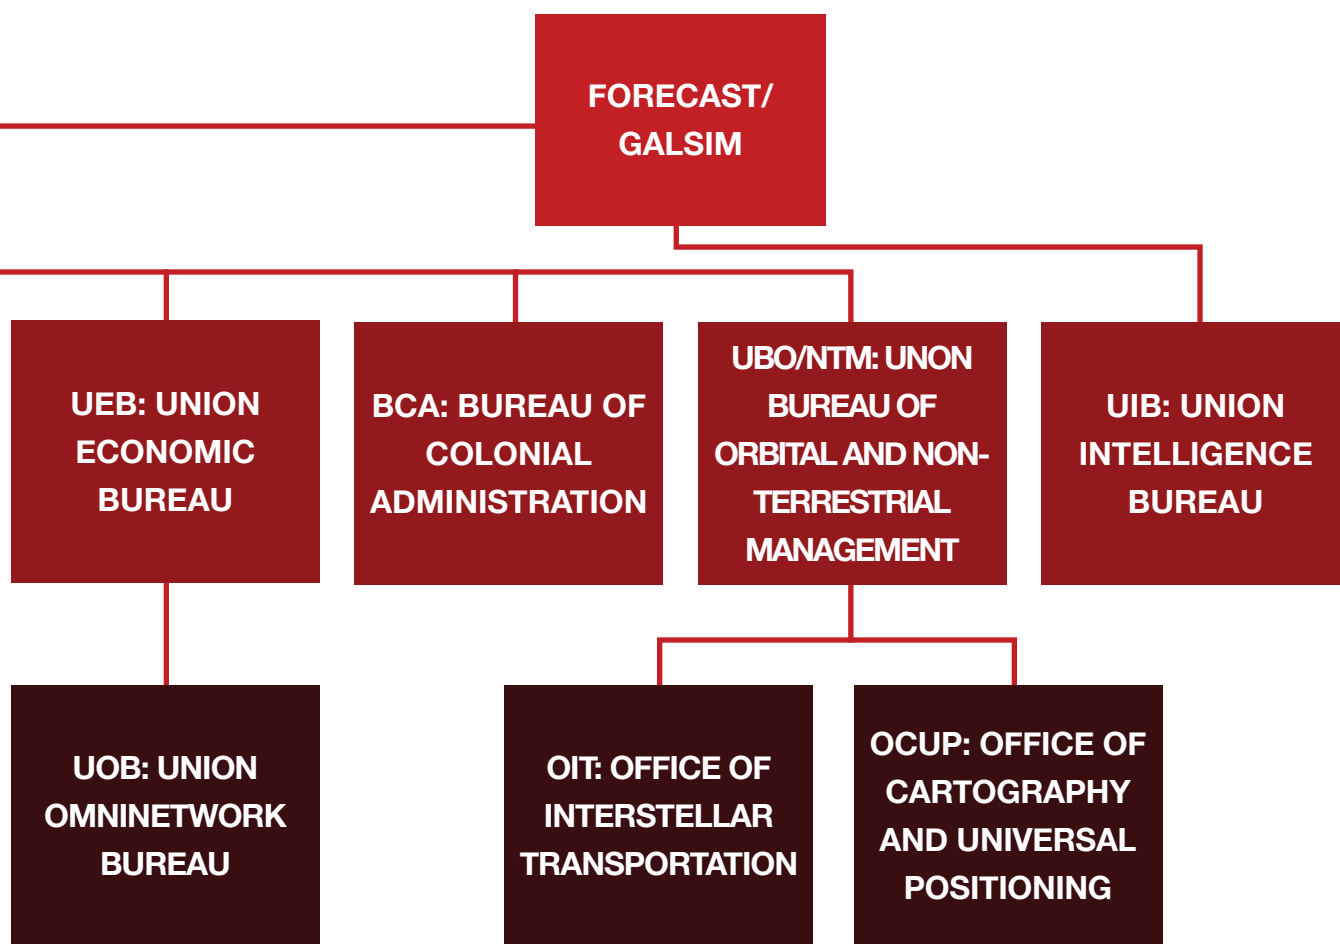 FORECAST/
GALSIM
UEB: UNION
ECONOMIC
BUREAU
BCA: BUREAU OF
COLONIAL
ADMINISTRATION
UBO/NTM: UNON
BUREAU OF
ORBITAL AND NON-
TERRESTRIAL
MANAGEMENT
UIB: UNION
INTELLIGENCE
BUREAU
UOB: UNION
OMNINETWORK
BUREAU
OIT: OFFICE OF
INTERSTELLAR
TRANSPORTATION
OCUP: OFFICE OF
CARTOGRAPHY
AND UNIVERSAL
POSITIONING